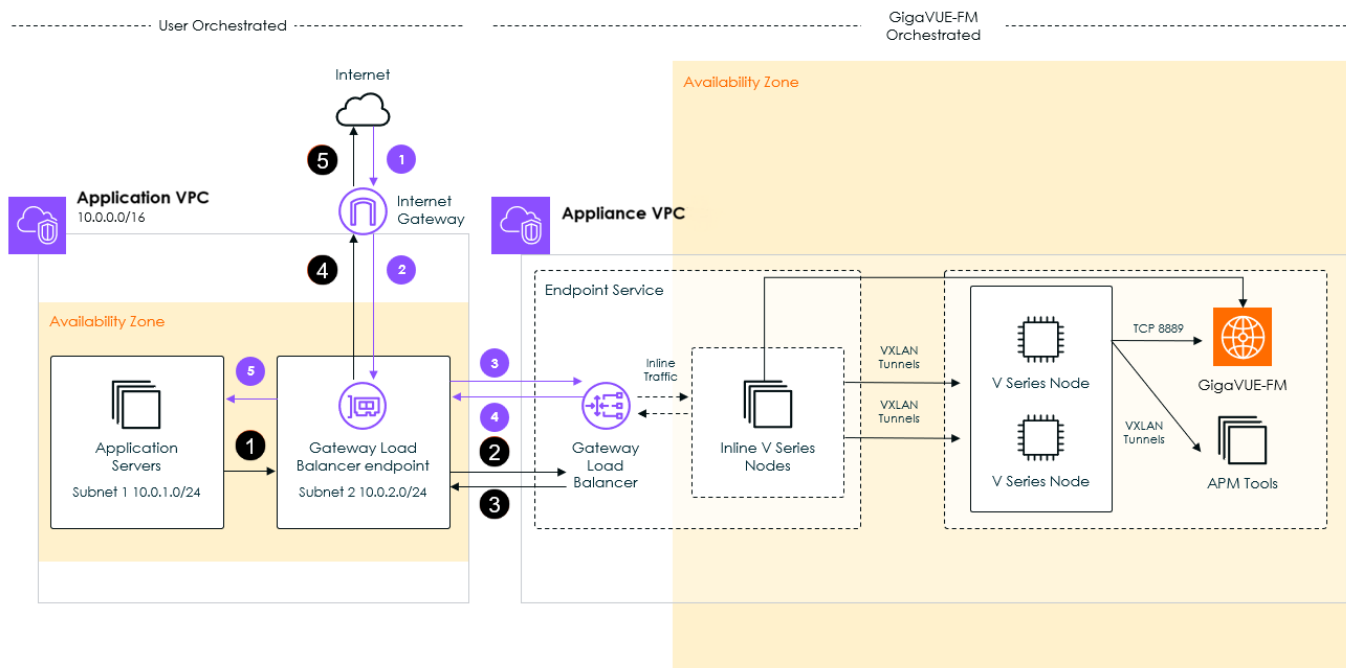 User Orchestrated
GigaVUE-FM
Orchestrated
Internet
Availability Zone
5
1
Application VPC
10.0.0.0/16
Internet
Gateway
Appliance VPC
4
2
Endpoint Service
Availability Zone
5
3
4
1
2
3
Application
Servers
Subnet 1 10.0.1.0/24
Gateway Load
Balancer endpoint
Subnet 2 10.0.2.0/24
Gateway
Load
Balancer
Inline
Traffic
Inline V Series
Nodes
VXLAN
Tunnels
VXLAN
Tunnels
V Series Node
V Series Node
TCP 8889
GigaVUE-FM
VXLAN
Tunnels
APM Tools